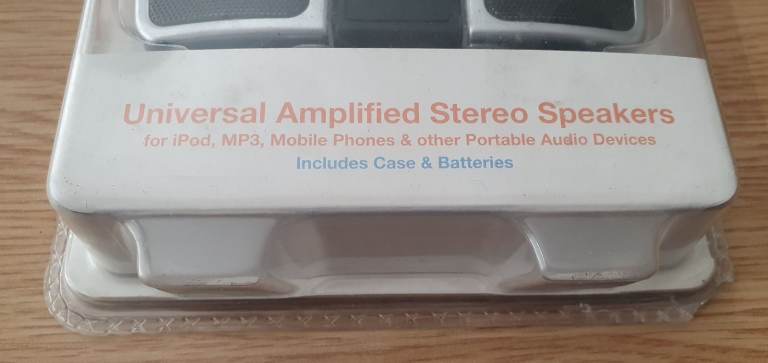 Universal Amplified Stereo Speakers
for iPod, MP3, Mobile Phones & other Portable Audio Devices
Includes Case & Batteries